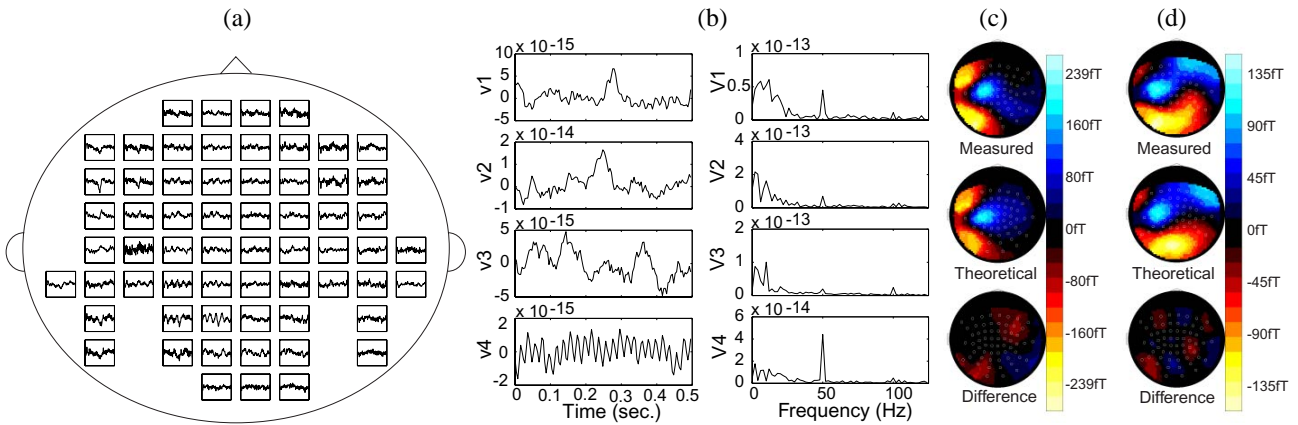 (a)
(b)
(c)
(d)
x 10-15
10
5
0
-5
v1
x 10-14
2
1
0
-1
v2
x 10-15
5
0
-5
v3
x 10-15
2
0
-2
v4
0 0.1 0.2 0.3 0.4 0.5
Time (sec.)
x 10-13
1
0.5
0
V1
x 10-13
4
2
0
V2
x 10-13
2
1
0
V3
x 10-14
6
4
2
0
V4
0 50 100
Frequency (Hz)
Measured
Theoretical
Difference
239fT
160fT
80fT
0fT
-80fT
-160fT
-239fT
Measured
Theoretical
Difference
135fT
90fT
45fT
0fT
-45fT
-90fT
-135fT